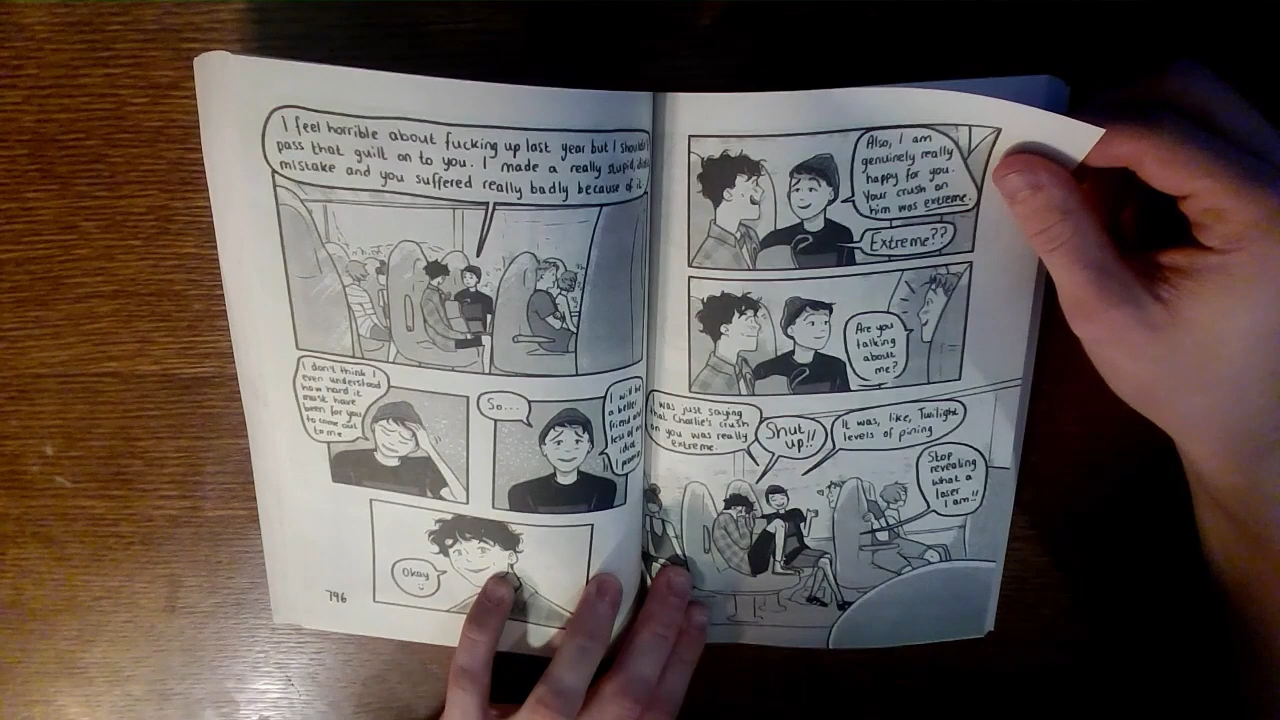 I feel horrible about fucking up last year but I
pass that guilt on to you. I made a really stupid,
mistake and you suffered really badly because of it.
I don't think I
even understood
how hard it
must have
been for you
to come out
to me
So...
I will be
a better
friend and
less of an
idiot
I promise
Okay
796
Also, I am
genuinely really
happy for you.
Your crush on
him was extreme.
Extreme??
Are you
talking
about
me?
was just saying
that Charlie's crush
on you was really
extreme.
Shut
up!!
It was, like, Twilight
levels of pining
Stop
revealing
what a
loser
I am!!